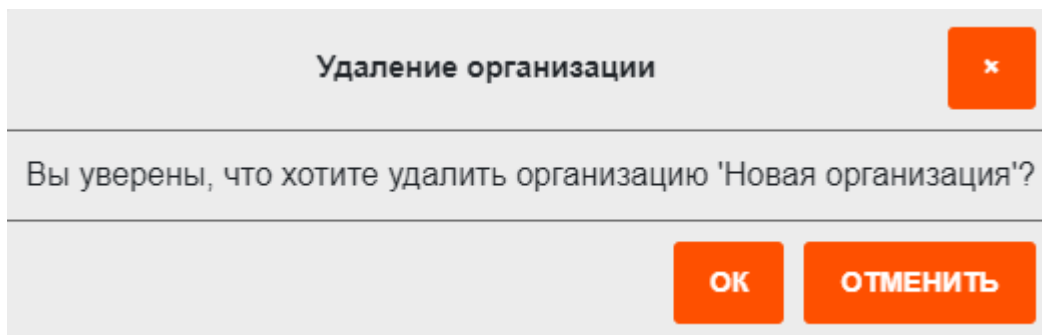 Удаление организации
Вы уверены, что хотите удалить организацию 'Новая организация'?
ОК
ОТМЕНИТЬ